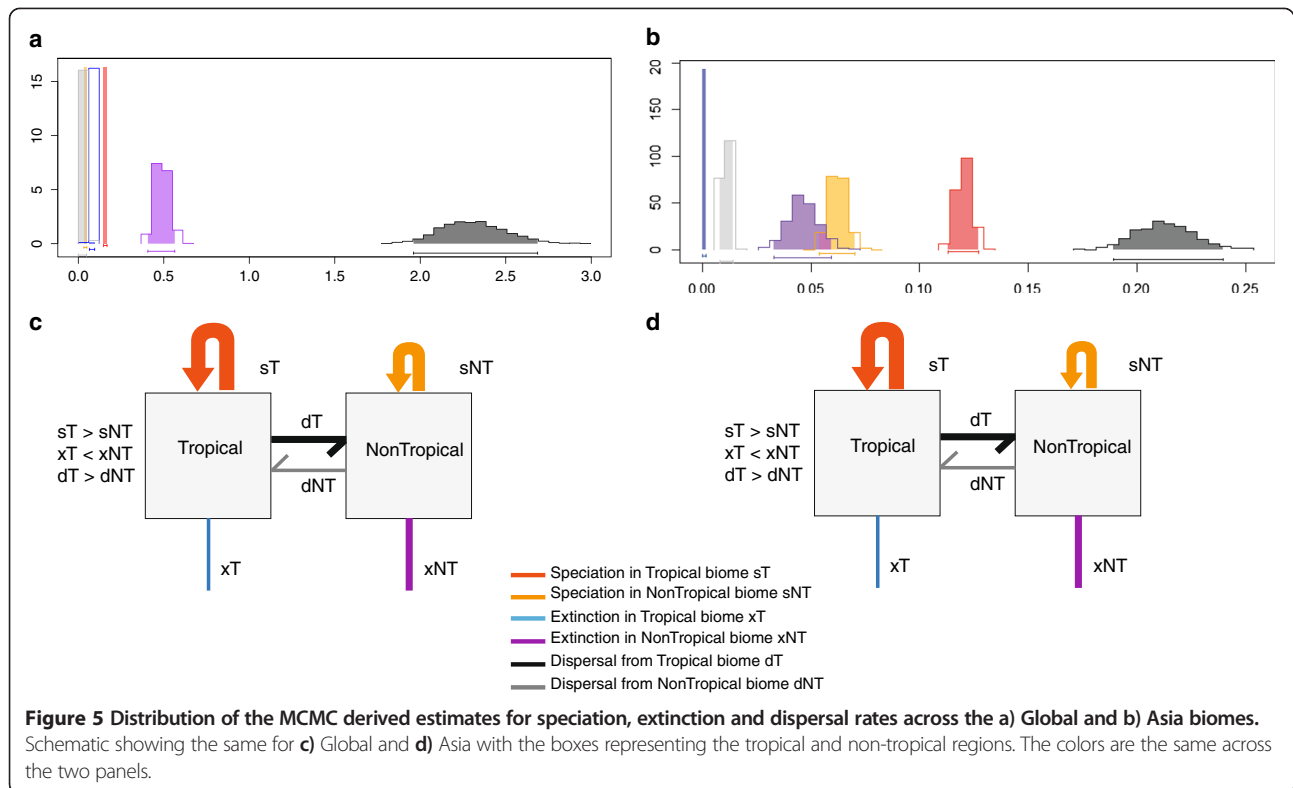 a
15
10
5
0
0.0 0.5 1.0 1.5 2.0 2.5 3.0
b
20
150
100
50
0
0.00 0.05 0.10 0.15 0.20 0.25
c
sT
sNT
sT > sNT
xT < xNT
dT > dNT
Tropical
dT
dNT
NonTropical
xT
xNT
d
sT
sNT
sT > sNT
xT < xNT
dT > dNT
Tropical
dT
dNT
NonTropical
xT
xNT
Speciation in Tropical biome sT
Speciation in NonTropical biome sNT
Extinction in Tropical biome xT
Extinction in NonTropical biome xNT
Dispersal from Tropical biome dT
Dispersal from NonTropical biome dNT
Figure 5 Distribution of the MCMC derived estimates for speciation, extinction and dispersal rates across the a) Global and b) Asia biomes.
Schematic showing the same for c) Global and d) Asia with the boxes representing the tropical and non-tropical regions. The colors are the same across
the two panels.